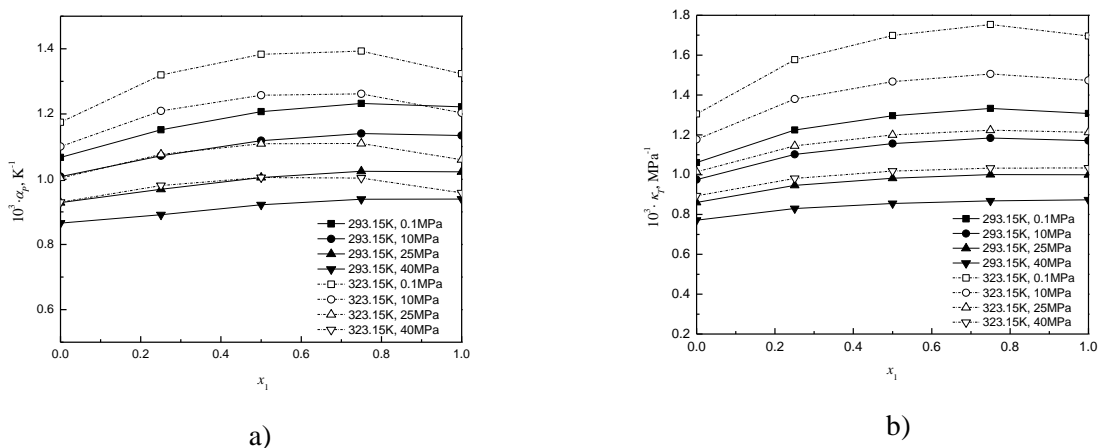 1.4
1.2
1.0
0.8
0.6
10³·αₚ, K⁻¹
293.15K, 0.1MPa
293.15K, 10MPa
293.15K, 25MPa
293.15K, 40MPa
323.15K, 0.1MPa
323.15K, 10MPa
323.15K, 25MPa
323.15K, 40MPa
0.0 0.2 0.4 0.6 0.8 1.0
x₁
a)
1.8
1.6
1.4
1.2
1.0
0.8
0.6
0.4
0.2
10³· κ_T, MPa⁻¹
293.15K, 0.1MPa
293.15K, 10MPa
293.15K, 25MPa
293.15K, 40MPa
323.15K, 0.1MPa
323.15K, 10MPa
323.15K, 25MPa
323.15K, 40MPa
0.0 0.2 0.4 0.6 0.8 1.0
x₁
b)